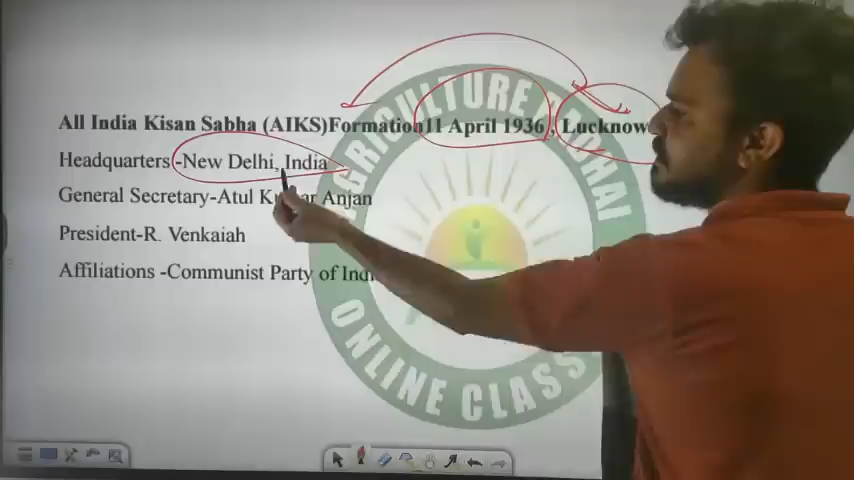 All India Kisan Sabha (AIKS)Formation11 April 1936, Lucknow
Headquarters -New Delhi, India
General Secretary-Atul Kumar Anjan
President-R. Venkaiah
Affiliations -Communist Party of
AGRICULTURE
ONLINE CLASS